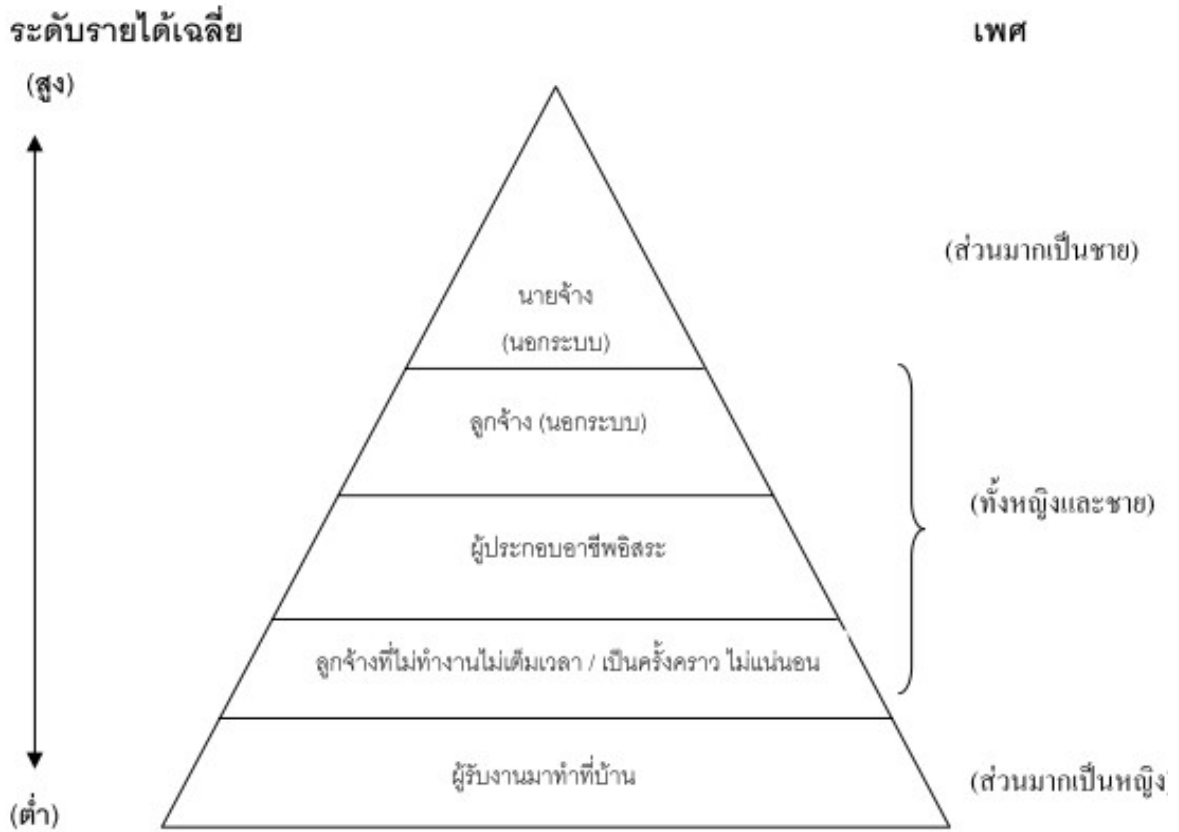 ระดับรายได้เฉลี่ย
เพศ
(สูง)
(ส่วนมากเป็นชาย)
นายจ้าง
(นอกระบบ)
ลูกจ้าง (นอกระบบ)
(ทั้งหญิงและชาย)
ผู้ประกอบอาชีพอิสระ
ลูกจ้างที่ไม่ทำงานไม่เต็มเวลา / เป็นครั้งคราว ไม่แน่นอน
ผู้รับงานมาทำที่บ้าน
(ส่วนมากเป็นหญิง)
(ต่ำ)